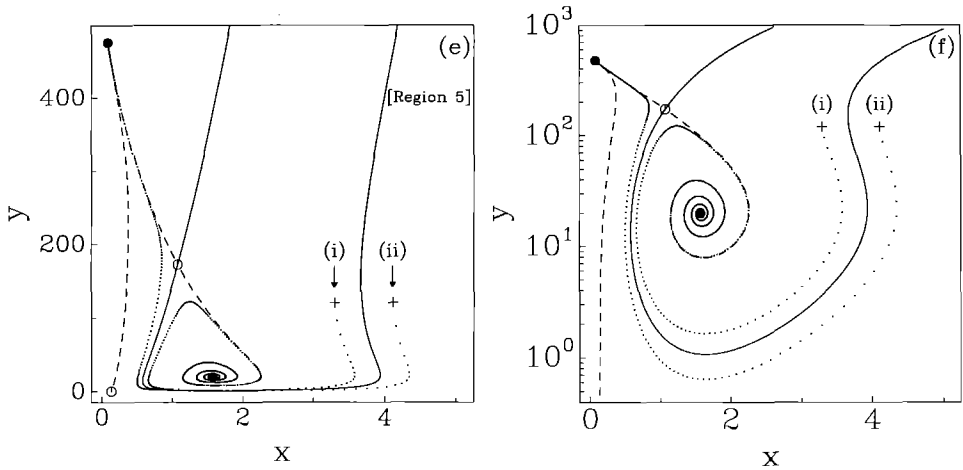 (e)
[Region 5]
400
200
0
y
(i)
(ii)
0
2
4
x
(f)
10³
10²
10¹
10⁰
y
(i)
(ii)
0
2
4
x